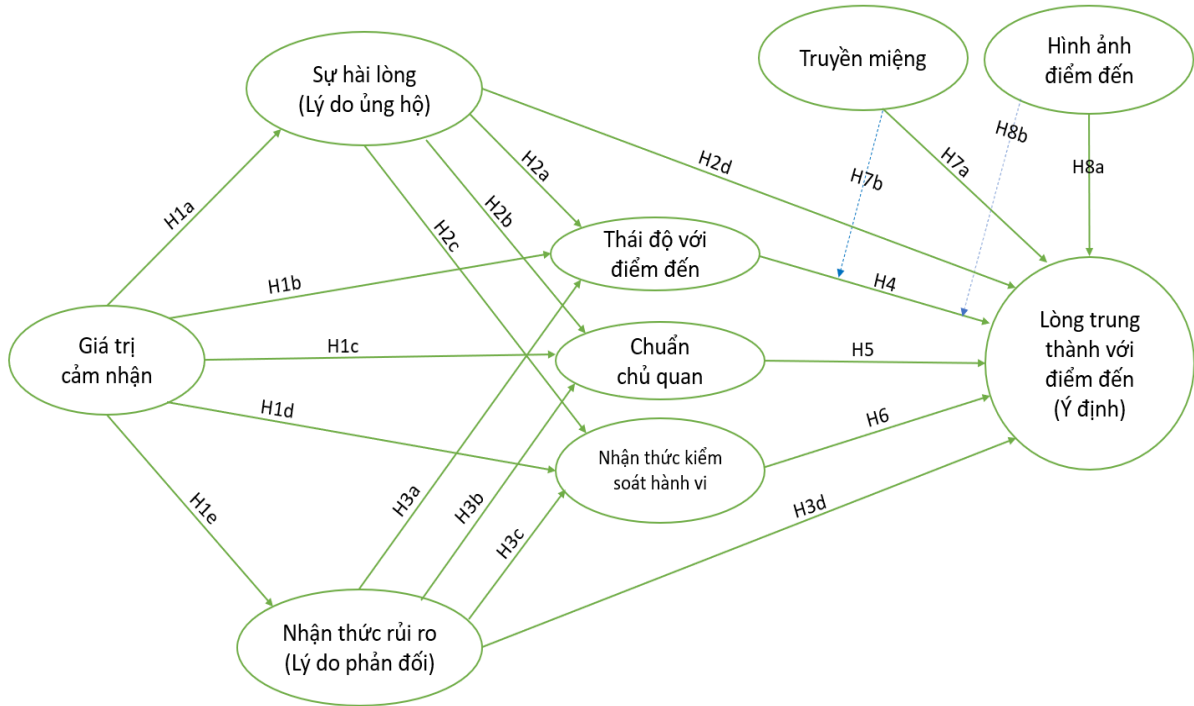 Sự hài lòng
(Lý do ủng hộ)
Truyền miệng
Hình ảnh
điểm đến
H1a
H2a
H2b
H2c
H2d
H7a
H7b
H8a
H8b
Thái độ với
điểm đến
H1b
H4
Giá trị
cảm nhận
H1c
Chuẩn
chủ quan
H5
Lòng trung
thành với
điểm đến
(Ý định)
H1d
Nhận thức kiểm
soát hành vi
H6
H1e
H3a
H3b
H3c
H3d
Nhận thức rủi ro
(Lý do phản đối)